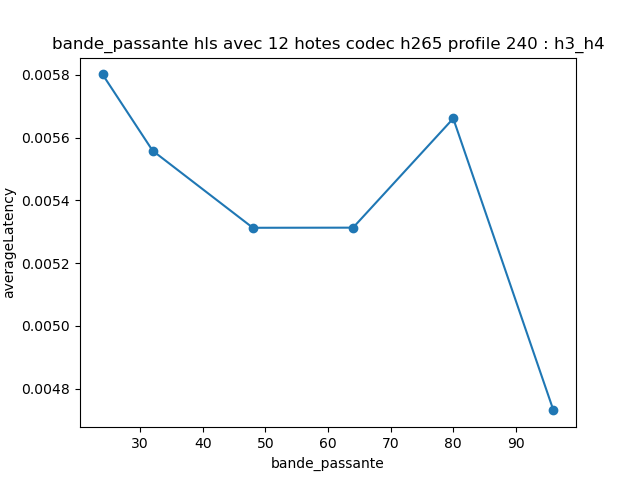 bande_passante hls avec 12 hotes codec h265 profile 240 : h3_h4
0.0058
0.0056
0.0054
0.0052
0.0050
0.0048
averageLatency
30 40 50 60 70 80 90
bande_passante